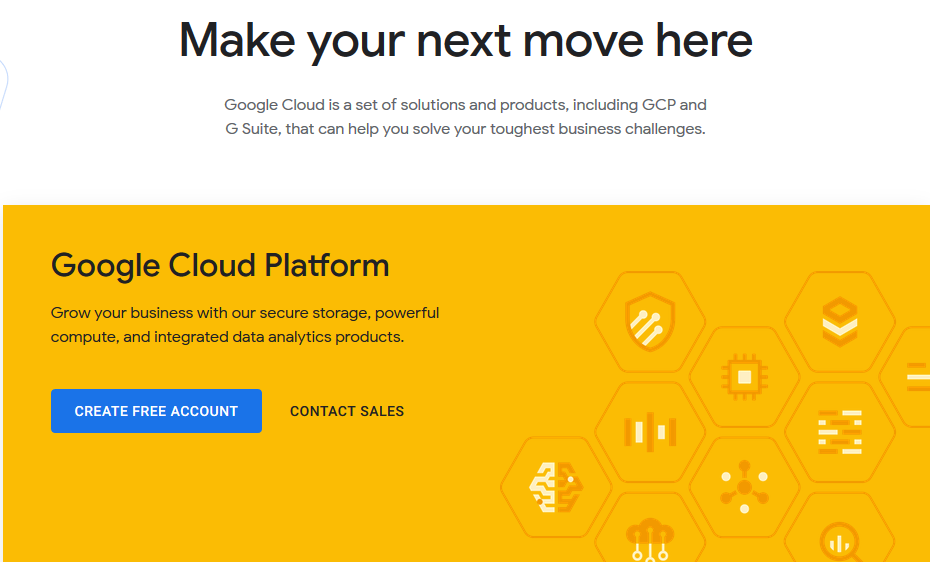 Make your next move here
Google Cloud is a set of solutions and products, including GCP and
G Suite, that can help you solve your toughest business challenges.
Google Cloud Platform
Grow your business with our secure storage, powerful
compute, and integrated data analytics products.
CREATE FREE ACCOUNT CONTACT SALES